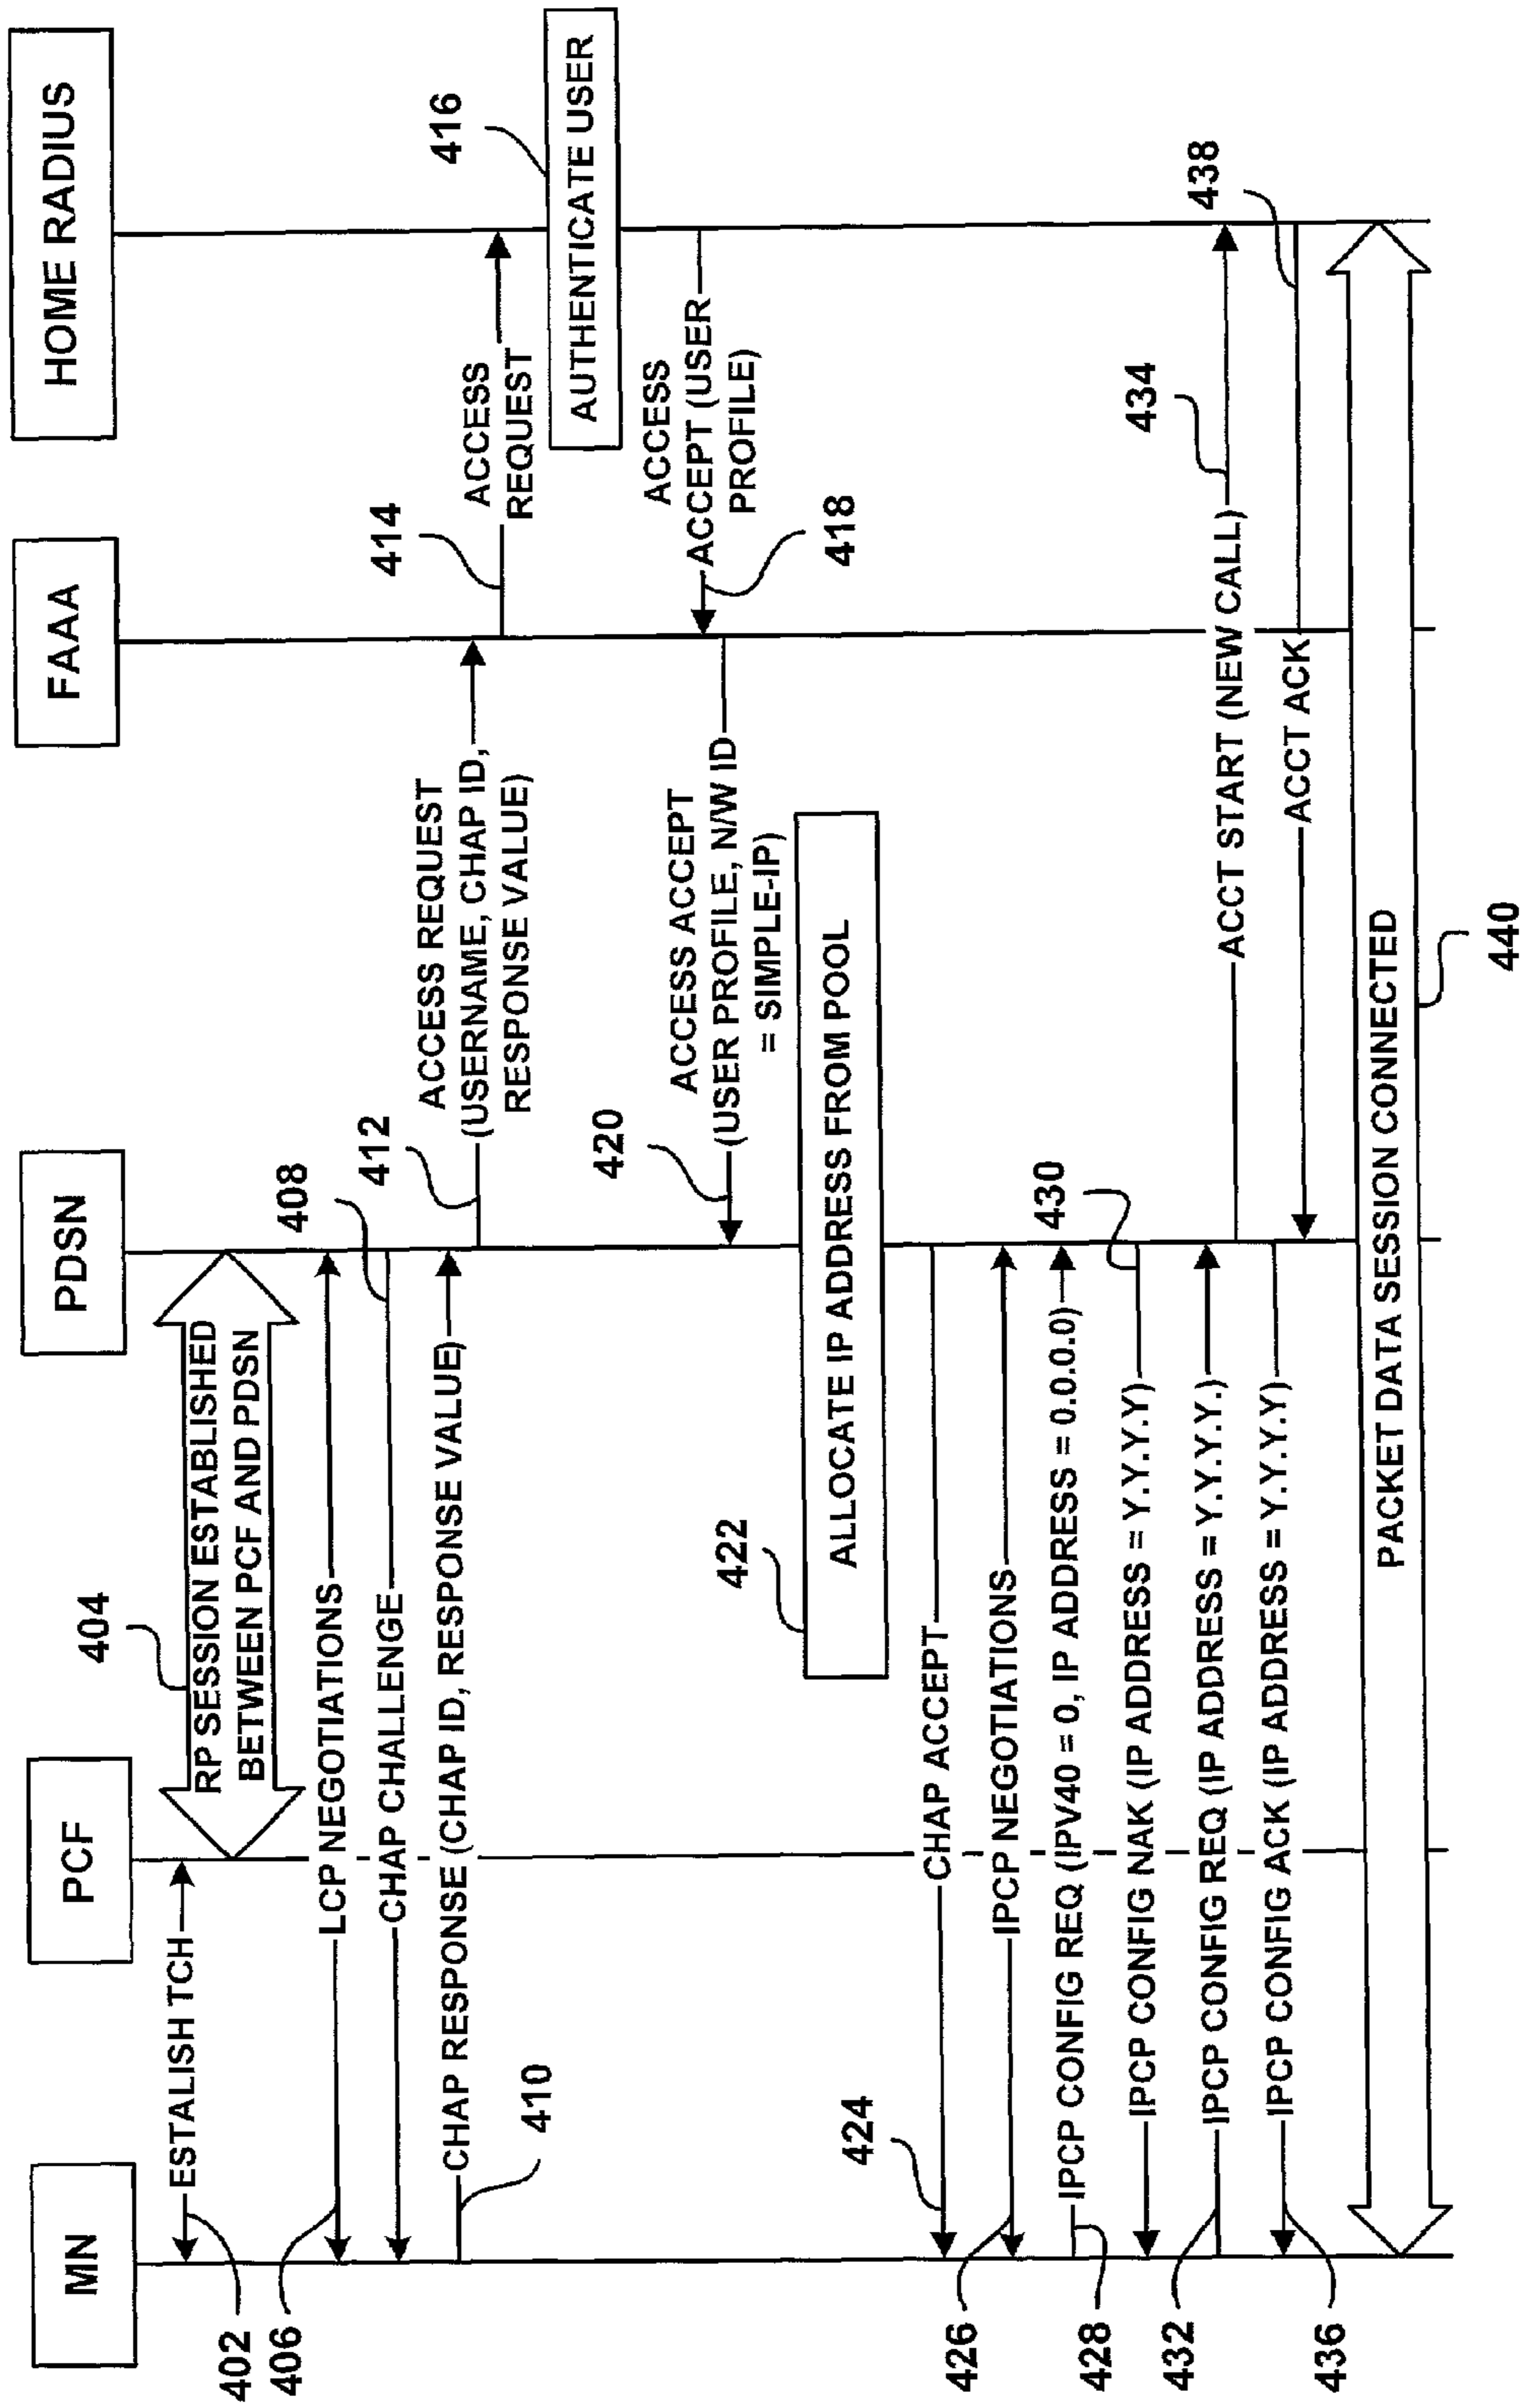 MN
PCF
PDSN
FAAA
HOME RADIUS
402
ESTALISH TCH
404
RP SESSION ESTABLISHED
BETWEEN PCF AND PDSN
406
LCP NEGOTIATIONS
408
CHAP CHALLENGE
410
CHAP RESPONSE (CHAP ID, RESPONSE VALUE)
412
ACCESS REQUEST
(USERNAME, CHAP ID,
RESPONSE VALUE)
414
ACCESS
REQUEST
416
AUTHENTICATE USER
ACCESS
ACCEPT (USER
PROFILE)
418
420
ACCESS ACCEPT
(USER PROFILE, N/W ID
= SIMPLE-IP)
422
ALLOCATE IP ADDRESS FROM POOL
424
CHAP ACCEPT
426
IPCP NEGOTIATIONS
428
IPCP CONFIG REQ (IPV40 = 0, IP ADDRESS = 0.0.0.0)
430
IPCP CONFIG NAK (IP ADDRESS = Y.Y.Y.Y)
432
IPCP CONFIG REQ (IP ADDRESS = Y.Y.Y.Y.)
434
ACCT START (NEW CALL)
436
IPCP CONFIG ACK (IP ADDRESS = Y.Y.Y.Y)
438
ACCT ACK
PACKET DATA SESSION CONNECTED
440